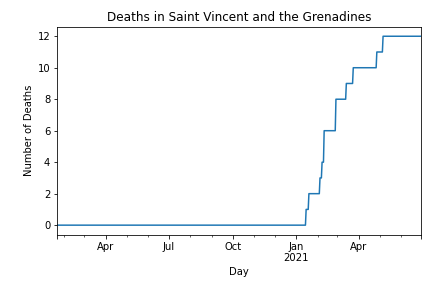 Deaths in Saint Vincent and the Grenadines
12
10
8
6
4
2
0
Number of Deaths
Apr
Jul
Oct
Jan
2021
Apr
Day